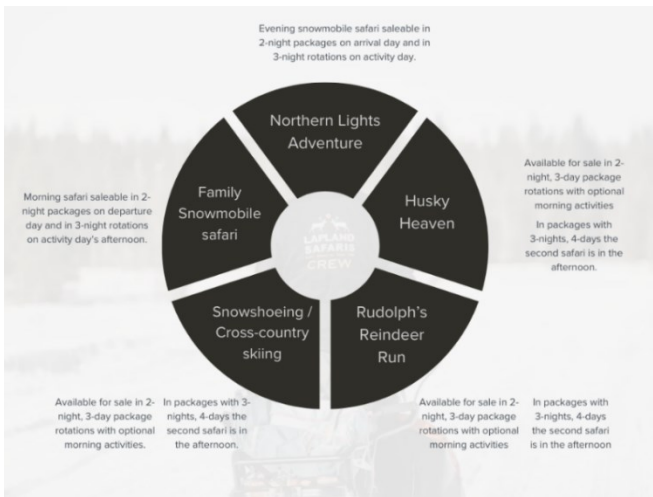 Evening snowmobile safari saleable in
2-night packages on arrival day and in
3-night rotations on activity day.
Northern Lights
Adventure
Husky
Heaven
Available for sale in 2-
night, 3-day package
rotations with optional
morning activities
In packages with
3-nights, 4-days the
second safari is in the
afternoon.
Rudolph's
Reindeer
Run
Available for sale in 2-
night, 3-day package
rotations with optional
morning activities
In packages with
3-nights, 4-days
the second safari
is in the afternoon
Snowshoeing /
Cross-country
skiing
Available for sale in 2-
night, 3-day package
rotations with optional
morning activities.
In packages with 3-
nights, 4-days the
second safari is in
the afternoon.
Family
Snowmobile
safari
Morning safari saleable in 2-
night packages on departure
day and in 3-night rotations
on activity day's afternoon.
LAPLAND
SAFARIS
CREW